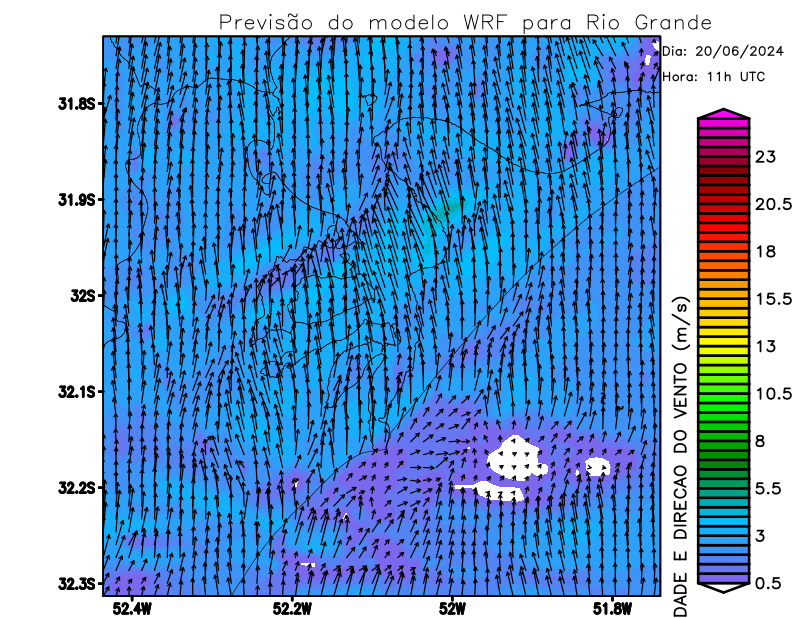 Previsão do modelo WRF para Rio Grande
Dia: 20/06/2024
Hora: 11h UTC
31.8S
31.9S
32S
32.1S
32.2S
32.3S
52.4W
52.2W
52W
51.8W
23
20.5
18
15.5
13
10.5
8
5.5
3
0.5
DADE E DIRECAO DO VENTO (m/s)